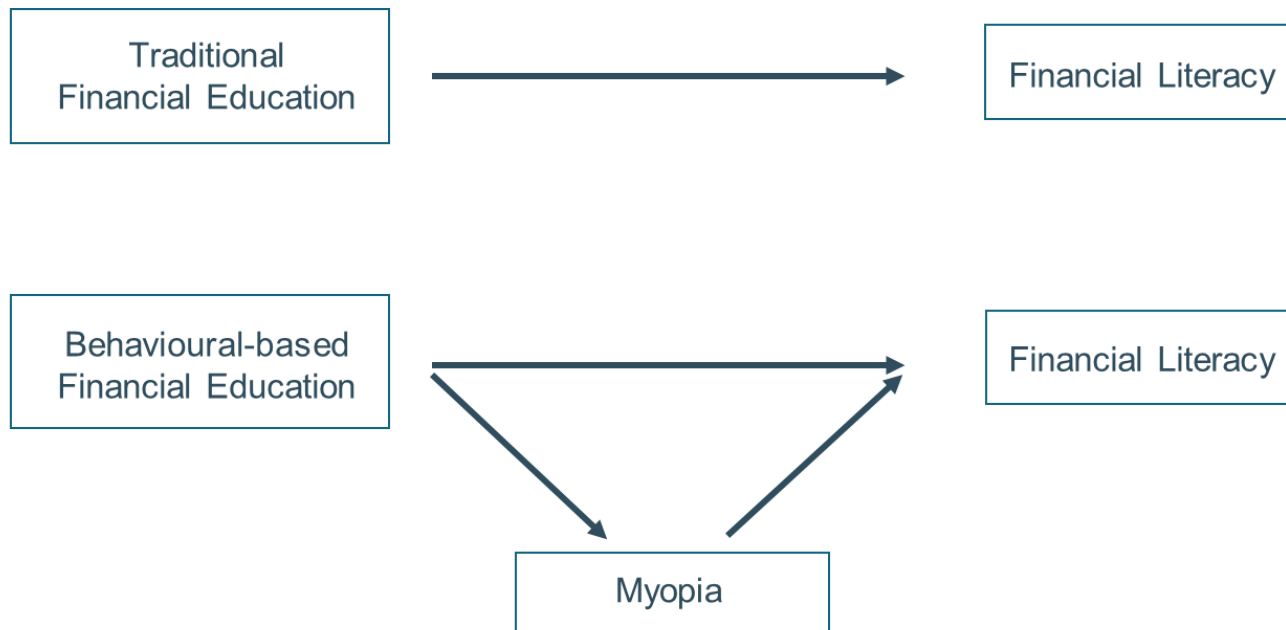 Traditional
Financial Education
Financial Literacy
Behavioural-based
Financial Education
Financial Literacy
Myopia